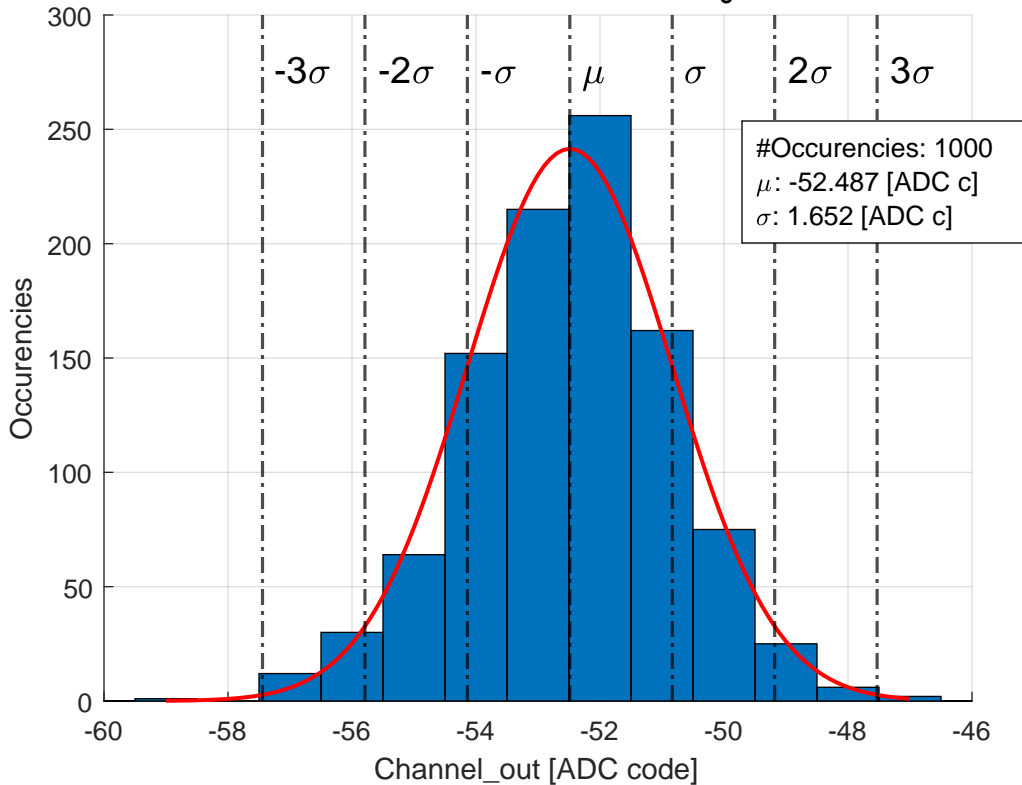 300
250
200
150
100
50
0
Occurencies
-3σ
-2σ
-σ
μ
σ
2σ
3σ
#Occurencies: 1000
μ: -52.487 [ADC c]
σ: 1.652 [ADC c]
-60
-58
-56
-54
-52
-50
-48
-46
Channel_out [ADC code]